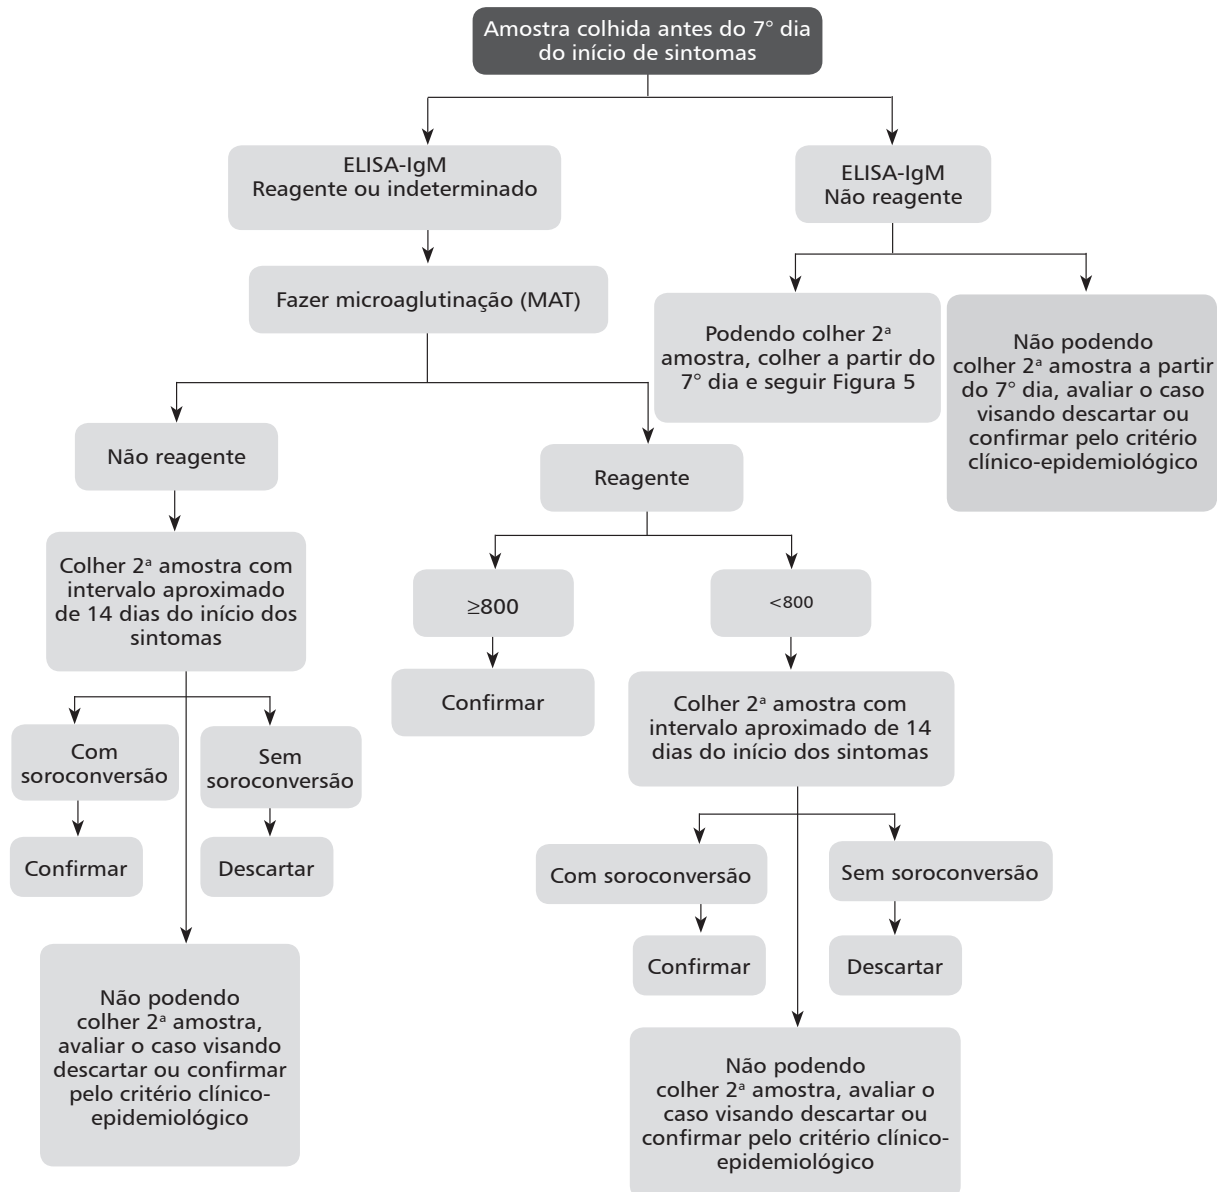 Amostra colhida antes do 7° dia
do início de sintomas
ELISA-IgM
Reagente ou indeterminado
ELISA-IgM
Não reagente
Fazer microaglutinação (MAT)
Podendo colher 2ª
amostra, colher a partir do
7° dia e seguir Figura 5
Não podendo
colher 2ª amostra a partir
do 7° dia, avaliar o caso
visando descartar ou
confirmar pelo critério
clínico-epidemiológico
Não reagente
Reagente
Colher 2ª amostra com
intervalo aproximado
de 14 dias do início dos
sintomas
≥800
<800
Confirmar
Colher 2ª amostra com
intervalo aproximado de 14
dias do início dos sintomas
Com
soroconversão
Sem
soroconversão
Confirmar
Descartar
Com soroconversão
Sem soroconversão
Confirmar
Descartar
Não podendo
colher 2ª amostra,
avaliar o caso visando
descartar ou confirmar
pelo critério clínico-
epidemiológico
Não podendo
colher 2ª amostra, avaliar o
caso visando descartar ou
confirmar pelo critério clínico-
epidemiológico